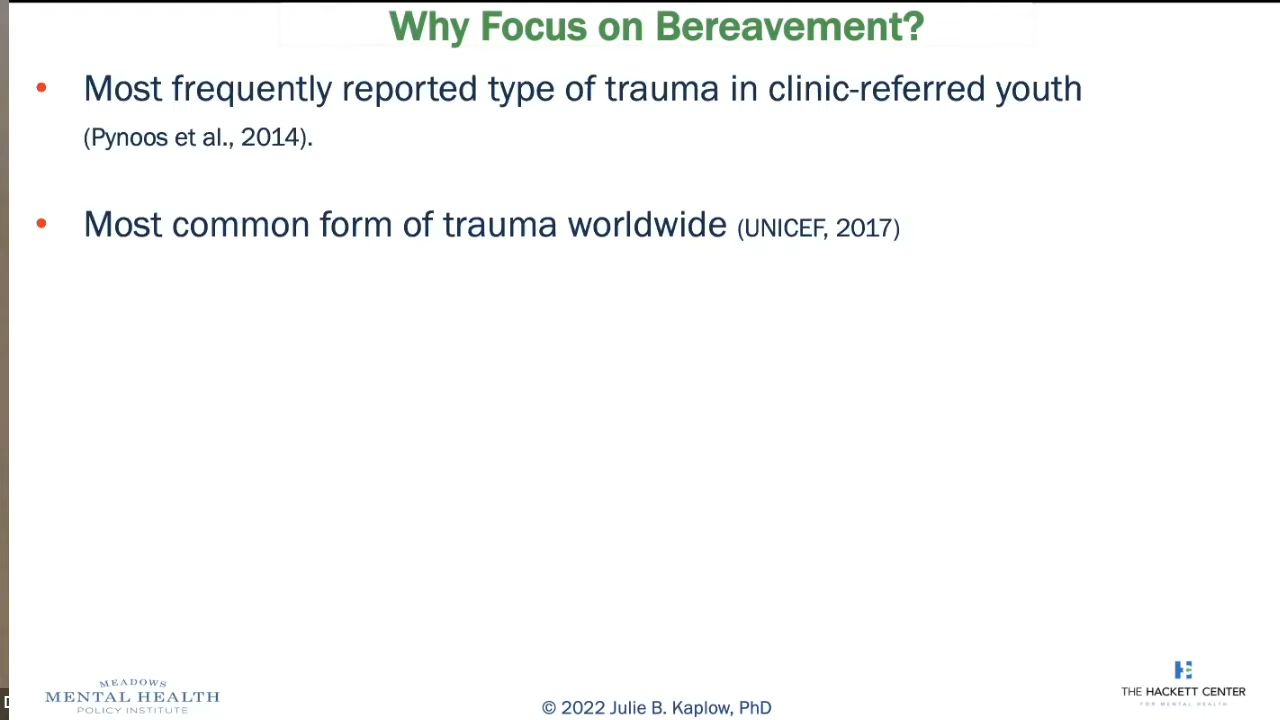 Why Focus on Bereavement?
• Most frequently reported type of trauma in clinic-referred youth
(Pynoos et al., 2014).
• Most common form of trauma worldwide (UNICEF, 2017)
MEADOWS
MENTAL HEALTH
POLICY INSTITUTE
© 2022 Julie B. Kaplow, PhD
THE HACKETT CENTER
FOR MENTAL HEALTH